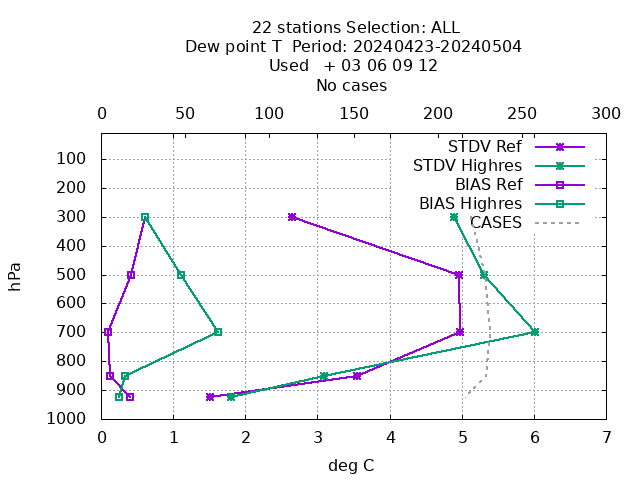 22 stations Selection: ALL
Dew point T  Period: 20240423-20240504
Used   + 03 06 09 12
No cases
0 50 100 150 200 250 300
STDV Ref
STDV Highres
BIAS Ref
BIAS Highres
CASES
100
200
300
400
500
600
700
800
900
1000
hPa
0 1 2 3 4 5 6 7
deg C